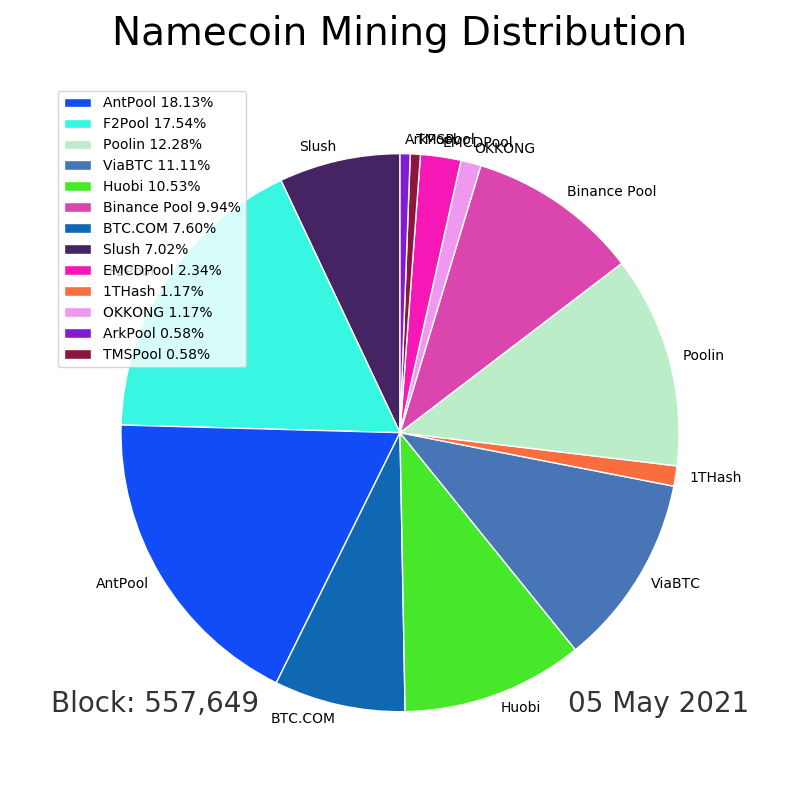 Namecoin Mining Distribution
AntPool 18.13%
F2Pool 17.54%
Poolin 12.28%
ViaBTC 11.11%
Huobi 10.53%
Binance Pool 9.94%
BTC.COM 7.60%
Slush 7.02%
EMCDPool 2.34%
1THash 1.17%
OKKONG 1.17%
ArkPool 0.58%
TMSPool 0.58%
Slush
ArkPool
TMSPool
EMCDPool
OKKONG
Binance Pool
Poolin
1THash
ViaBTC
Huobi
BTC.COM
AntPool
Block: 557,649
05 May 2021